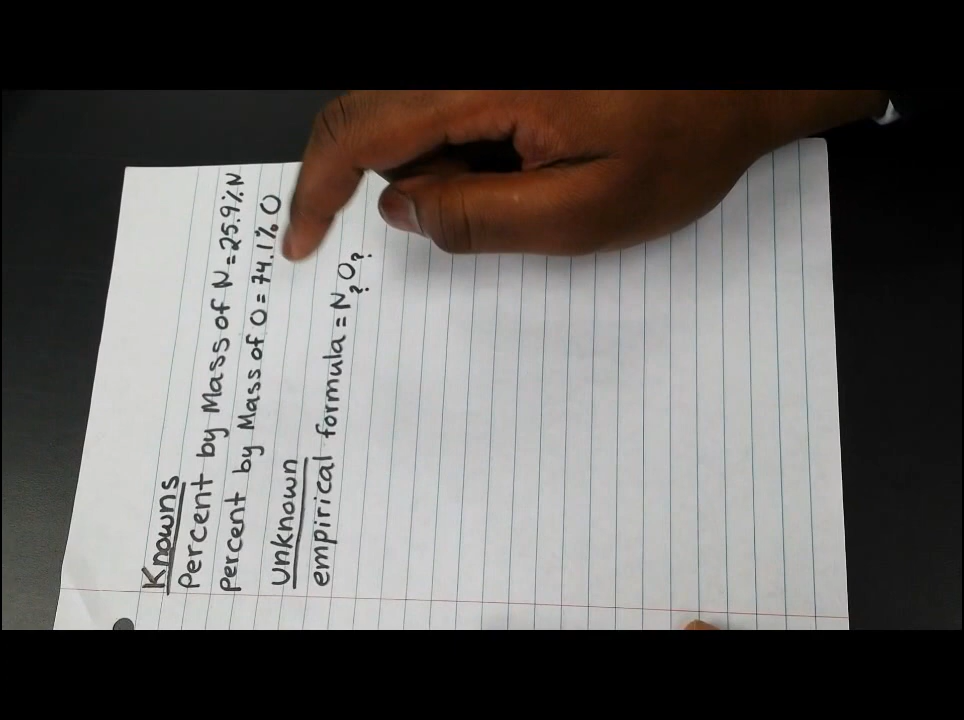 Knowns
Percent by Mass of N = 25.9% N
Percent by Mass of O = 74.1% O
Unknown
empirical formula = N?O?